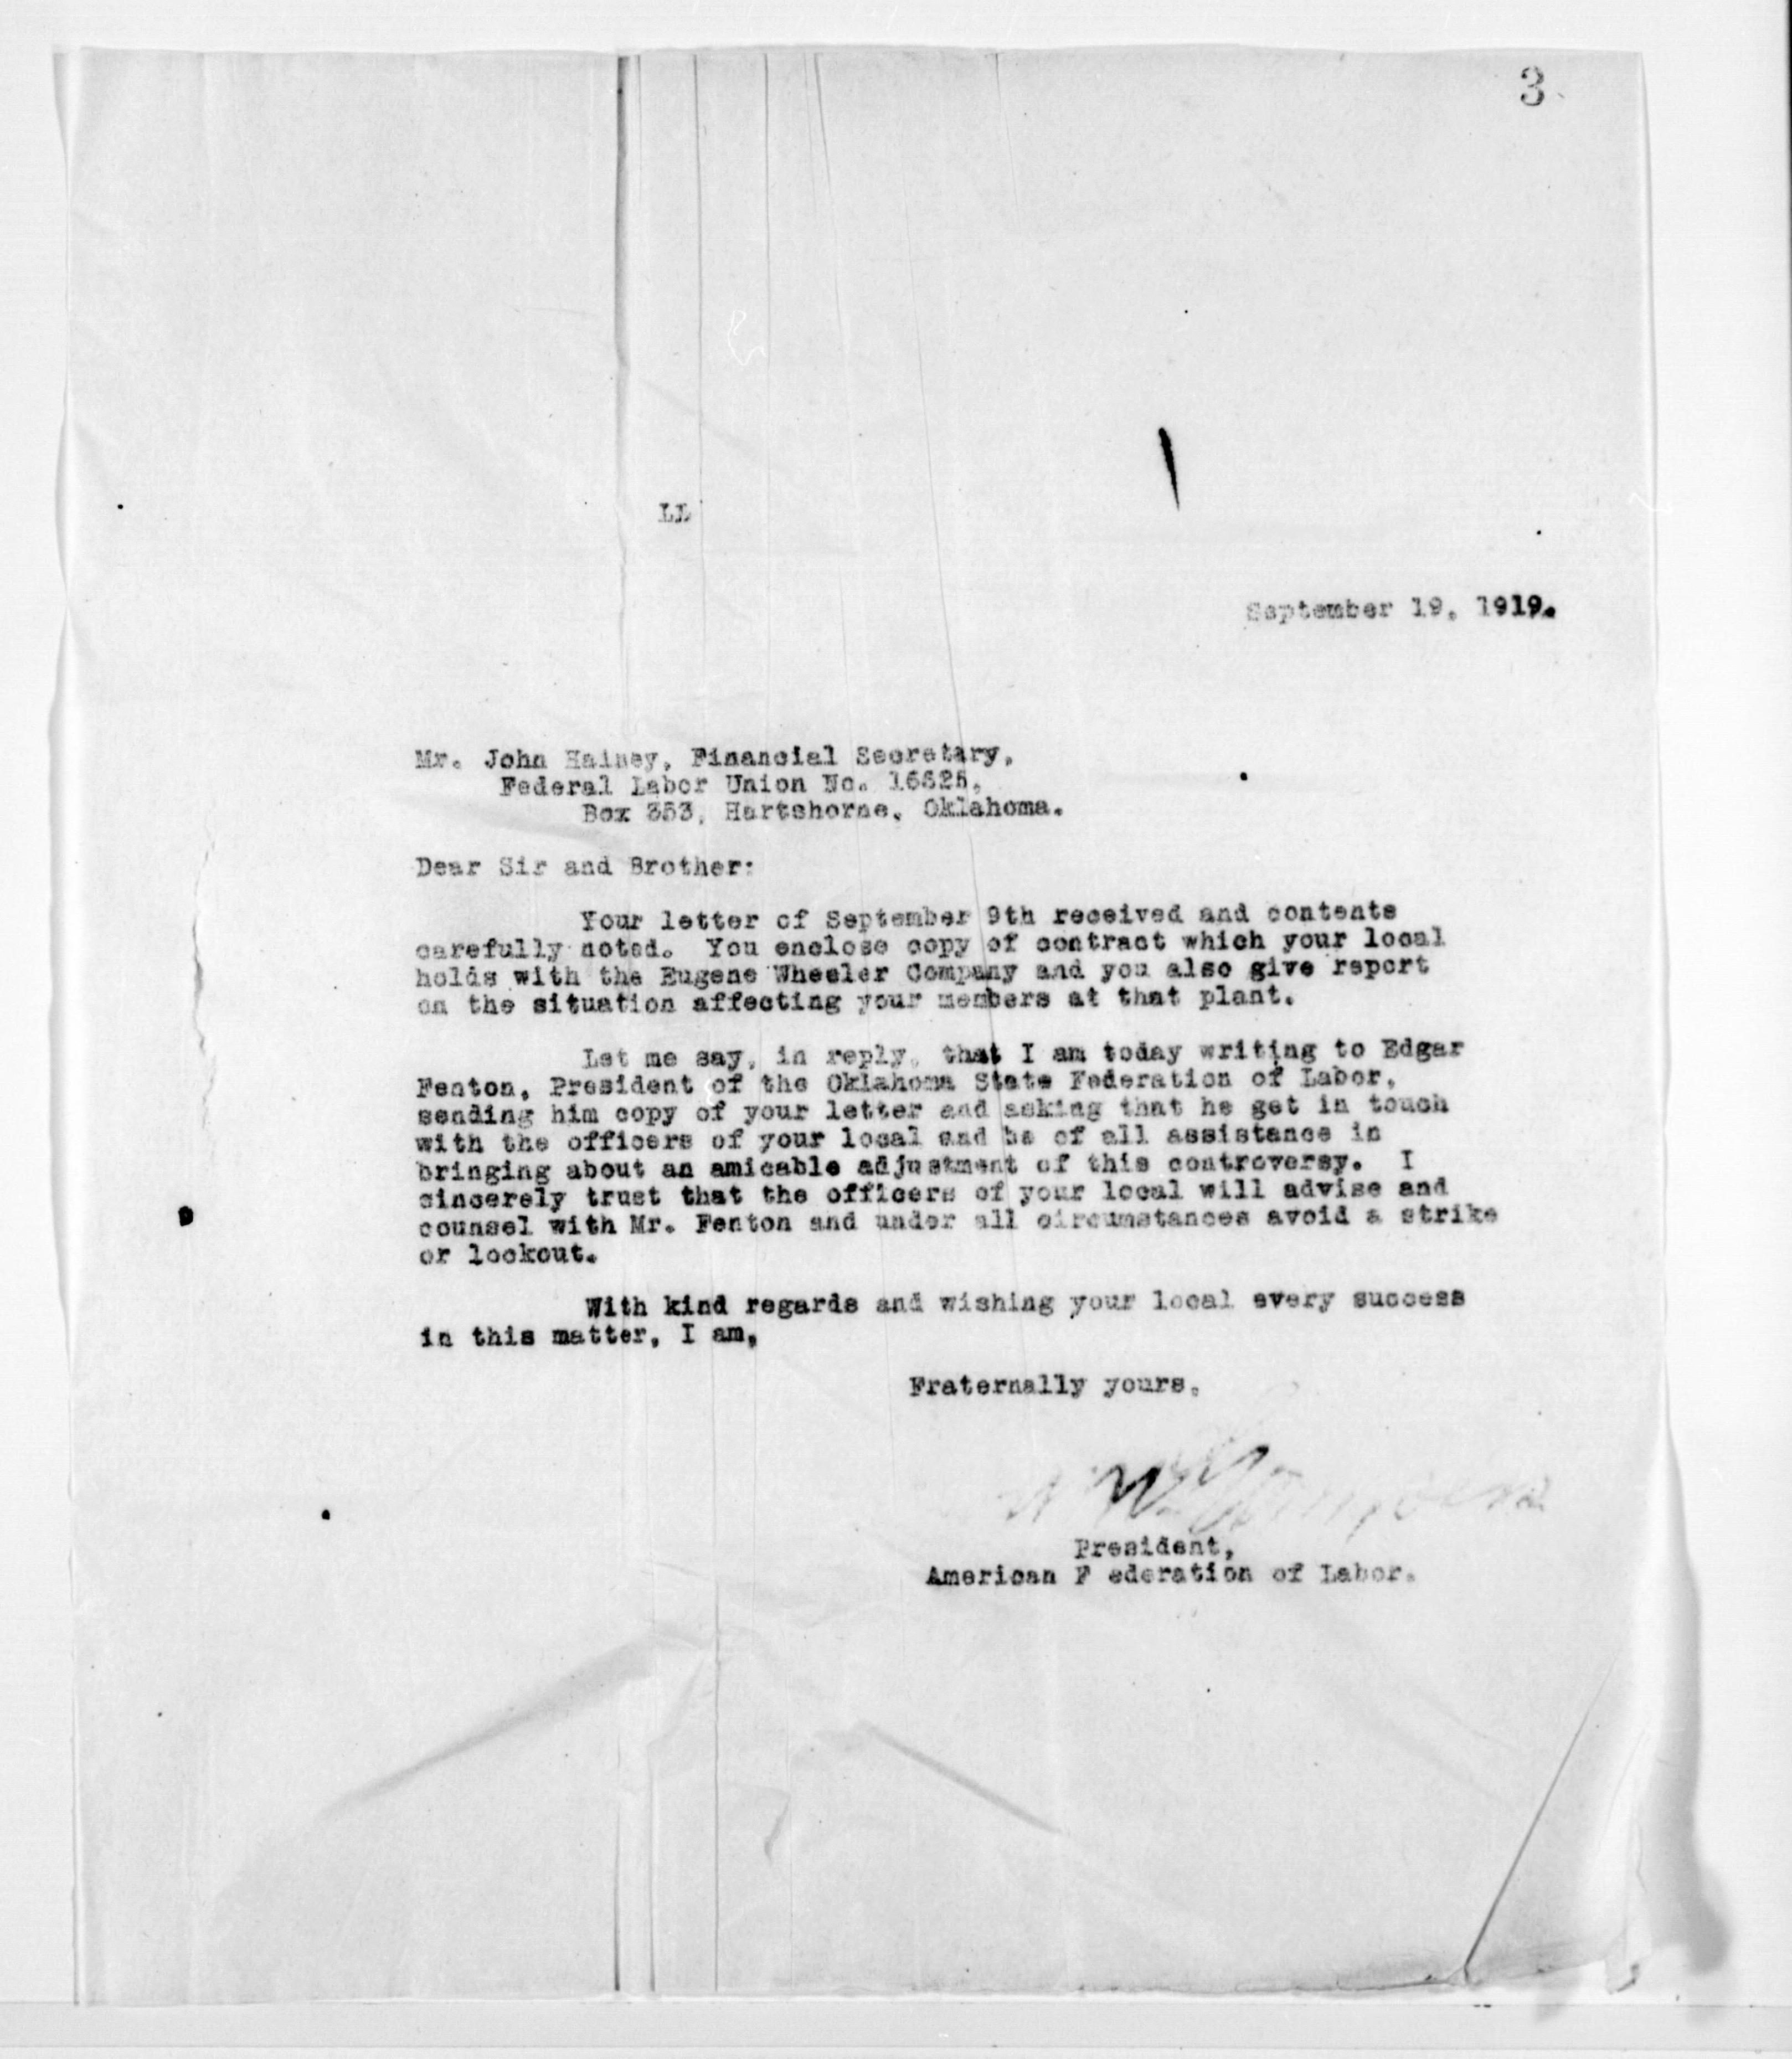 3
LL
September 19, 1919.
Mr. John Hainey, Financial Secretary,
Federal Labor Union No. 16625,
Box 353, Hartshorne, Oklahoma.
Dear Sir and Brother:
Your letter of September 9th received and contents
carefully noted. You enclose copy of contract which your local
holds with the Eugene Wheeler Company and you also give report
on the situation affecting your members at that plant.
Let me say, in reply, that I am today writing to Edgar
Fenton, President of the Oklahoma State Federation of Labor,
sending him copy of your letter and asking that he get in touch
with the officers of your local and be of all assistance in
bringing about an amicable adjustment of this controversy. I
sincerely trust that the officers of your local will advise and
counsel with Mr. Fenton and under all circumstances avoid a strike
or lockout.
With kind regards and wishing your local every success
in this matter, I am,
Fraternally yours,
Gompers
President,
American F ederation of Labor.